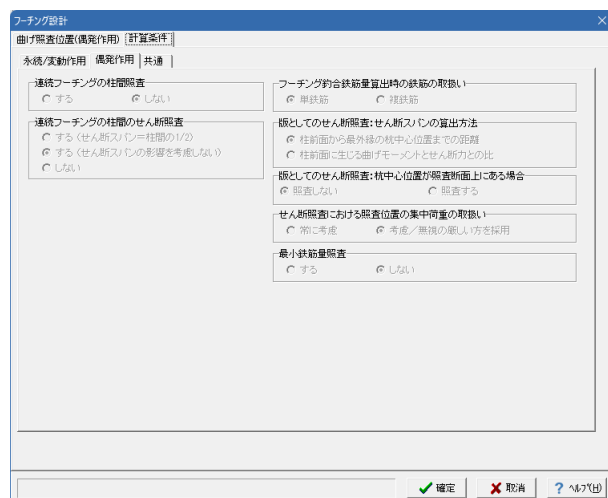 フーチング設計
曲げ照査位置(偶発作用) 計算条件
永続/変動作用 偶発作用 共通
連続フーチングの柱間照査
する しない
連続フーチングの柱間のせん断照査
する(せん断スパン=柱間の1/2)
する(せん断スパンの影響を考慮しない)
しない
フーチング釣合鉄筋量算出時の鉄筋の取扱い
単鉄筋 複鉄筋
版としてのせん断照査:せん断スパンの算出方法
柱前面から最外縁の杭中心位置までの距離
柱前面に生じる曲げモーメントとせん断力との比
版としてのせん断照査:杭中心位置が照査断面上にある場合
照査しない 照査する
せん断照査における照査位置の集中荷重の取扱い
常に考慮 考慮/無視の厳しい方を採用
最小鉄筋量照査
する しない
確定 取消 ? ヘルプ(H)